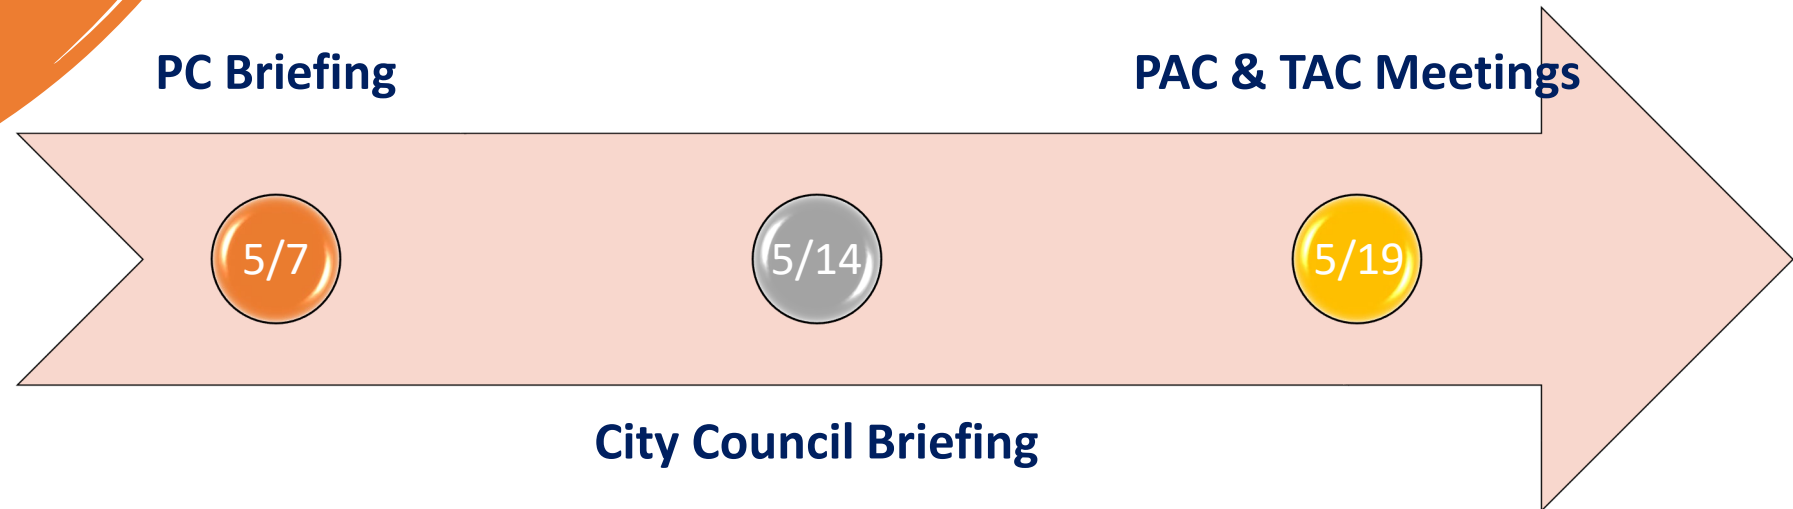 PC Briefing
PAC & TAC Meetings
5/7
5/14
5/19
City Council Briefing